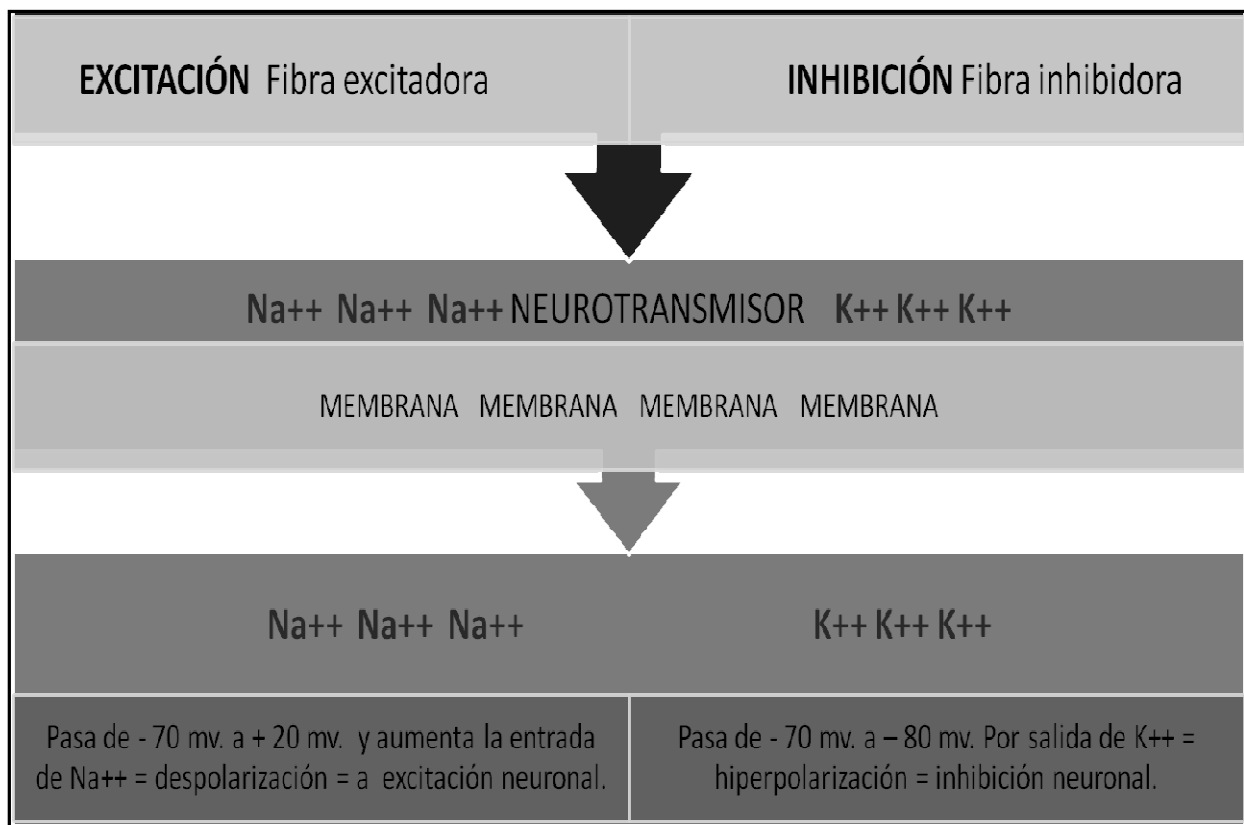 EXCITACIÓN Fibra excitadora
INHIBICIÓN Fibra inhibidora
Na++ Na++ Na++ NEUROTRANSMISOR K++ K++ K++
MEMBRANA MEMBRANA MEMBRANA MEMBRANA
Na++ Na++ Na++
K++ K++ K++
Pasa de - 70 mv. a + 20 mv. y aumenta la entrada
de Na++ = despolarización = a excitación neuronal.
Pasa de - 70 mv. a – 80 mv. Por salida de K++ =
hiperpolarización = inhibición neuronal.